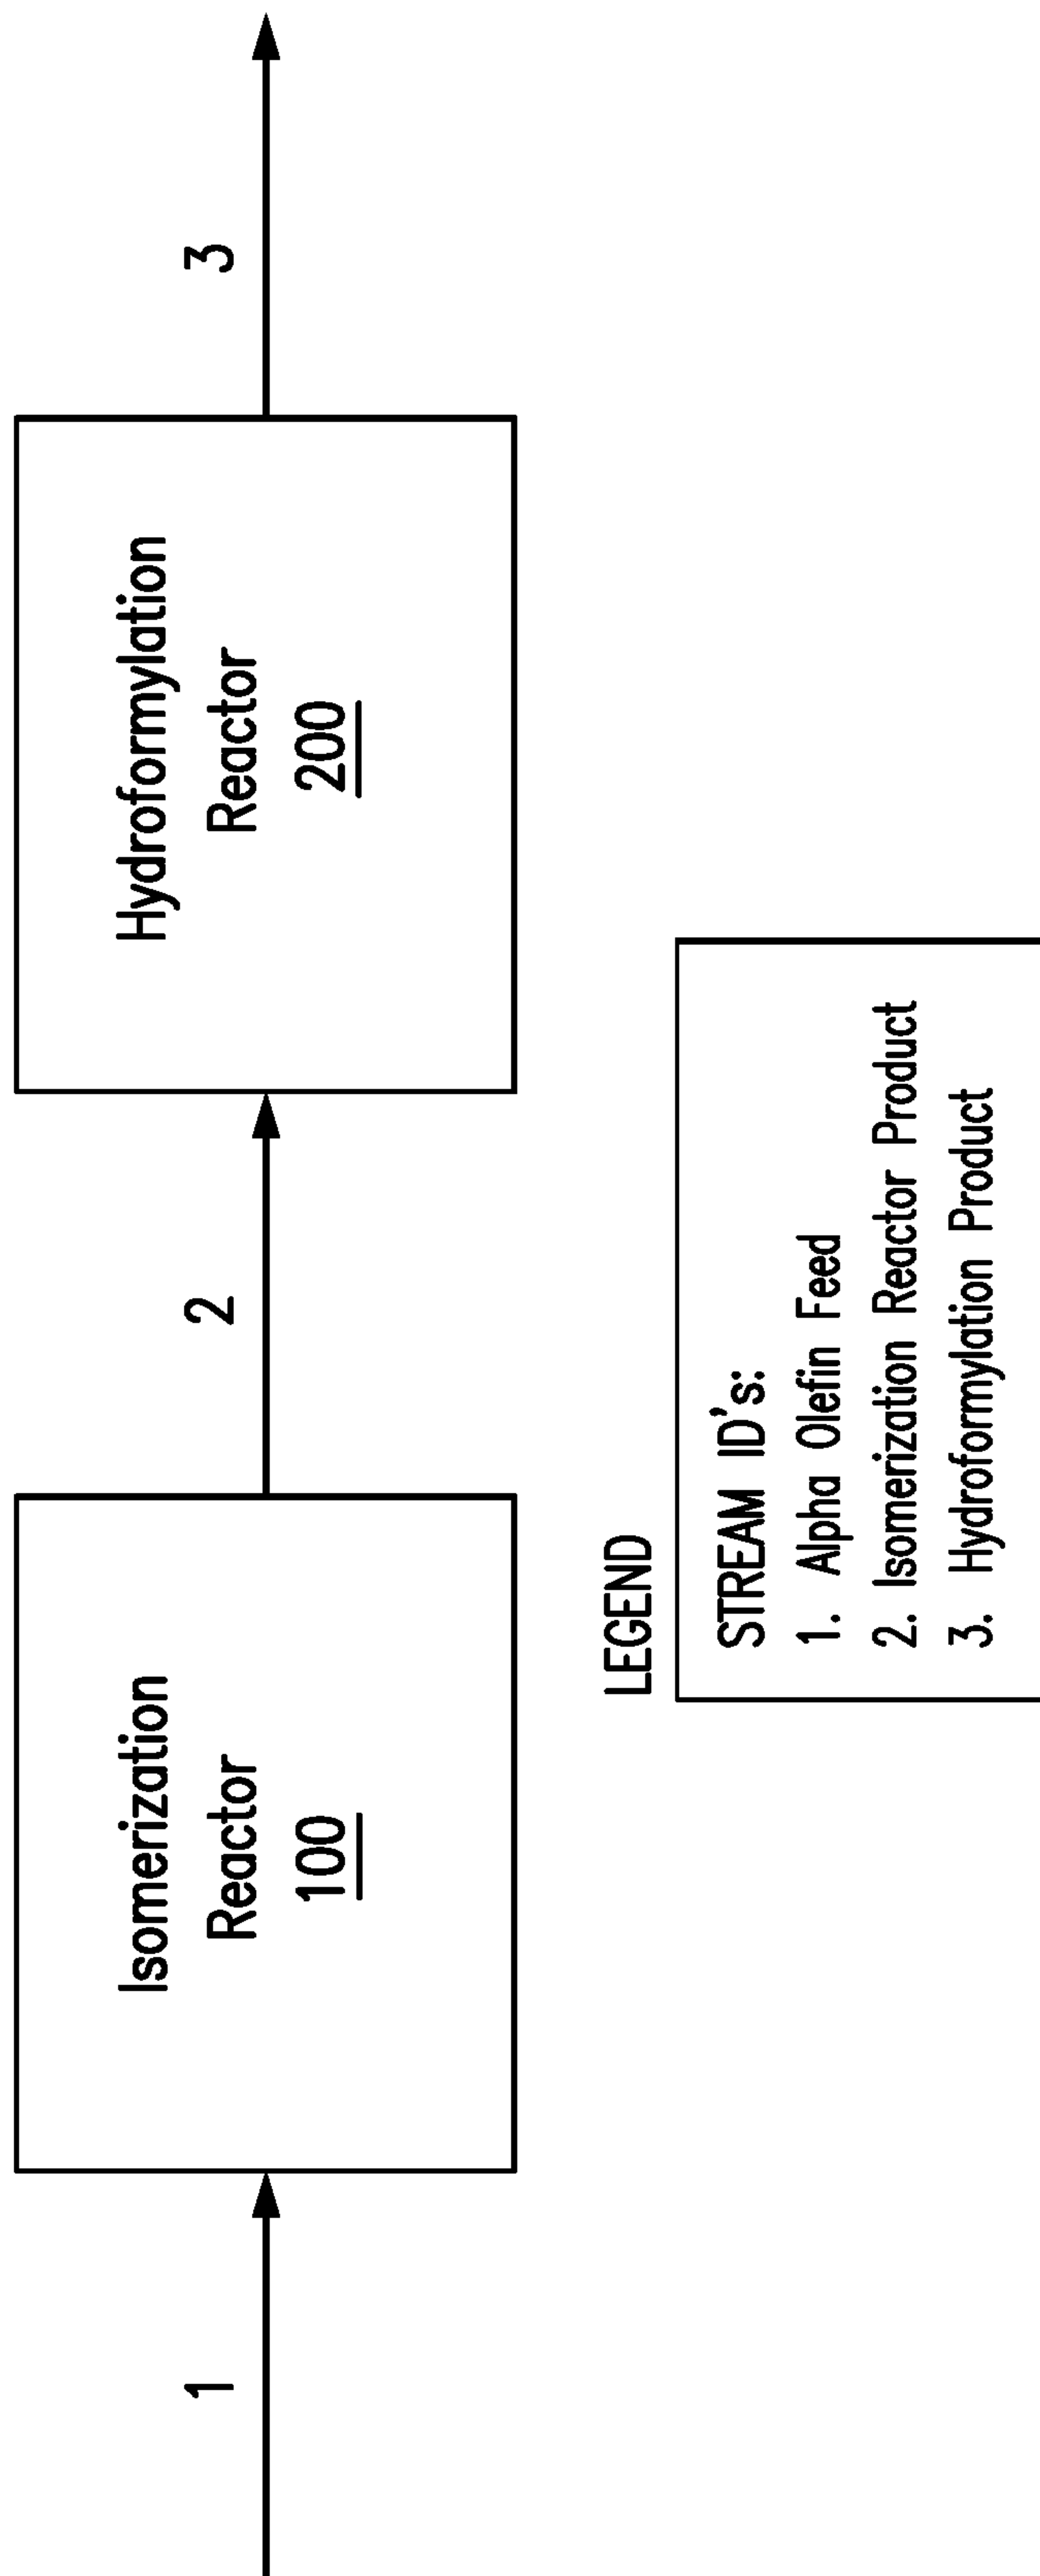 1
Isomerization
Reactor
100
2
Hydroformylation
Reactor
200
3
LEGEND
STREAM ID's:
1. Alpha Olefin Feed
2. Isomerization Reactor Product
3. Hydroformylation Product